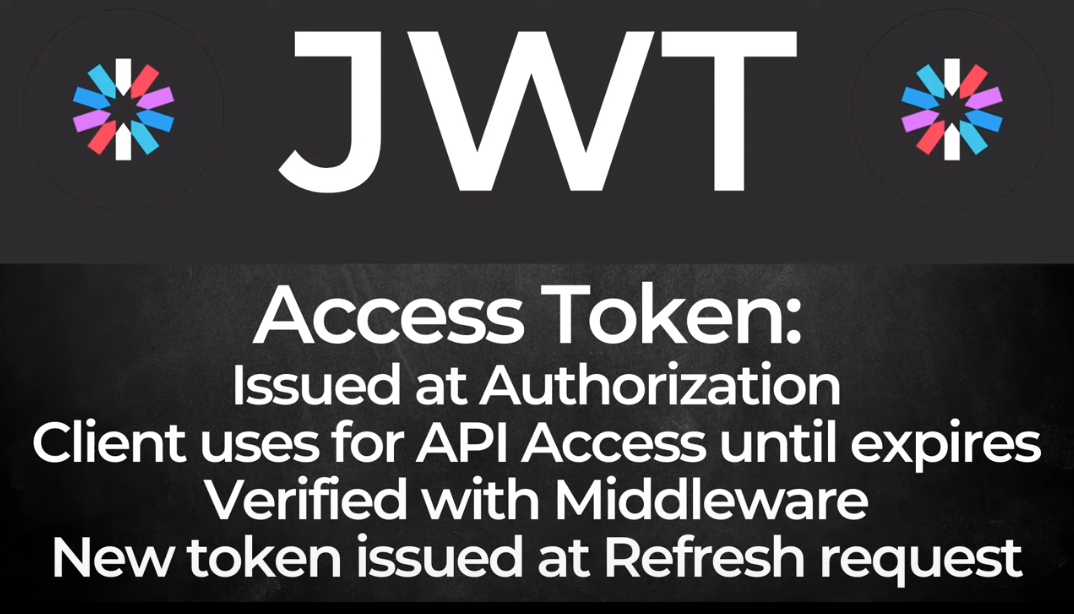 JWT
Access Token:
Issued at Authorization
Client uses for API Access until expires
Verified with Middleware
New token issued at Refresh request